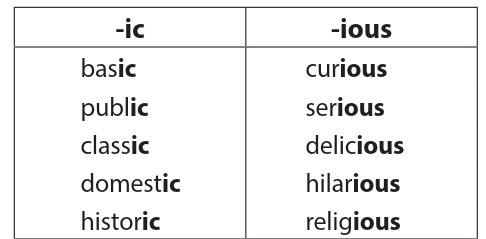 -ic -ious
basic curious
public serious
classic delicious
domestic hilarious
historic religious